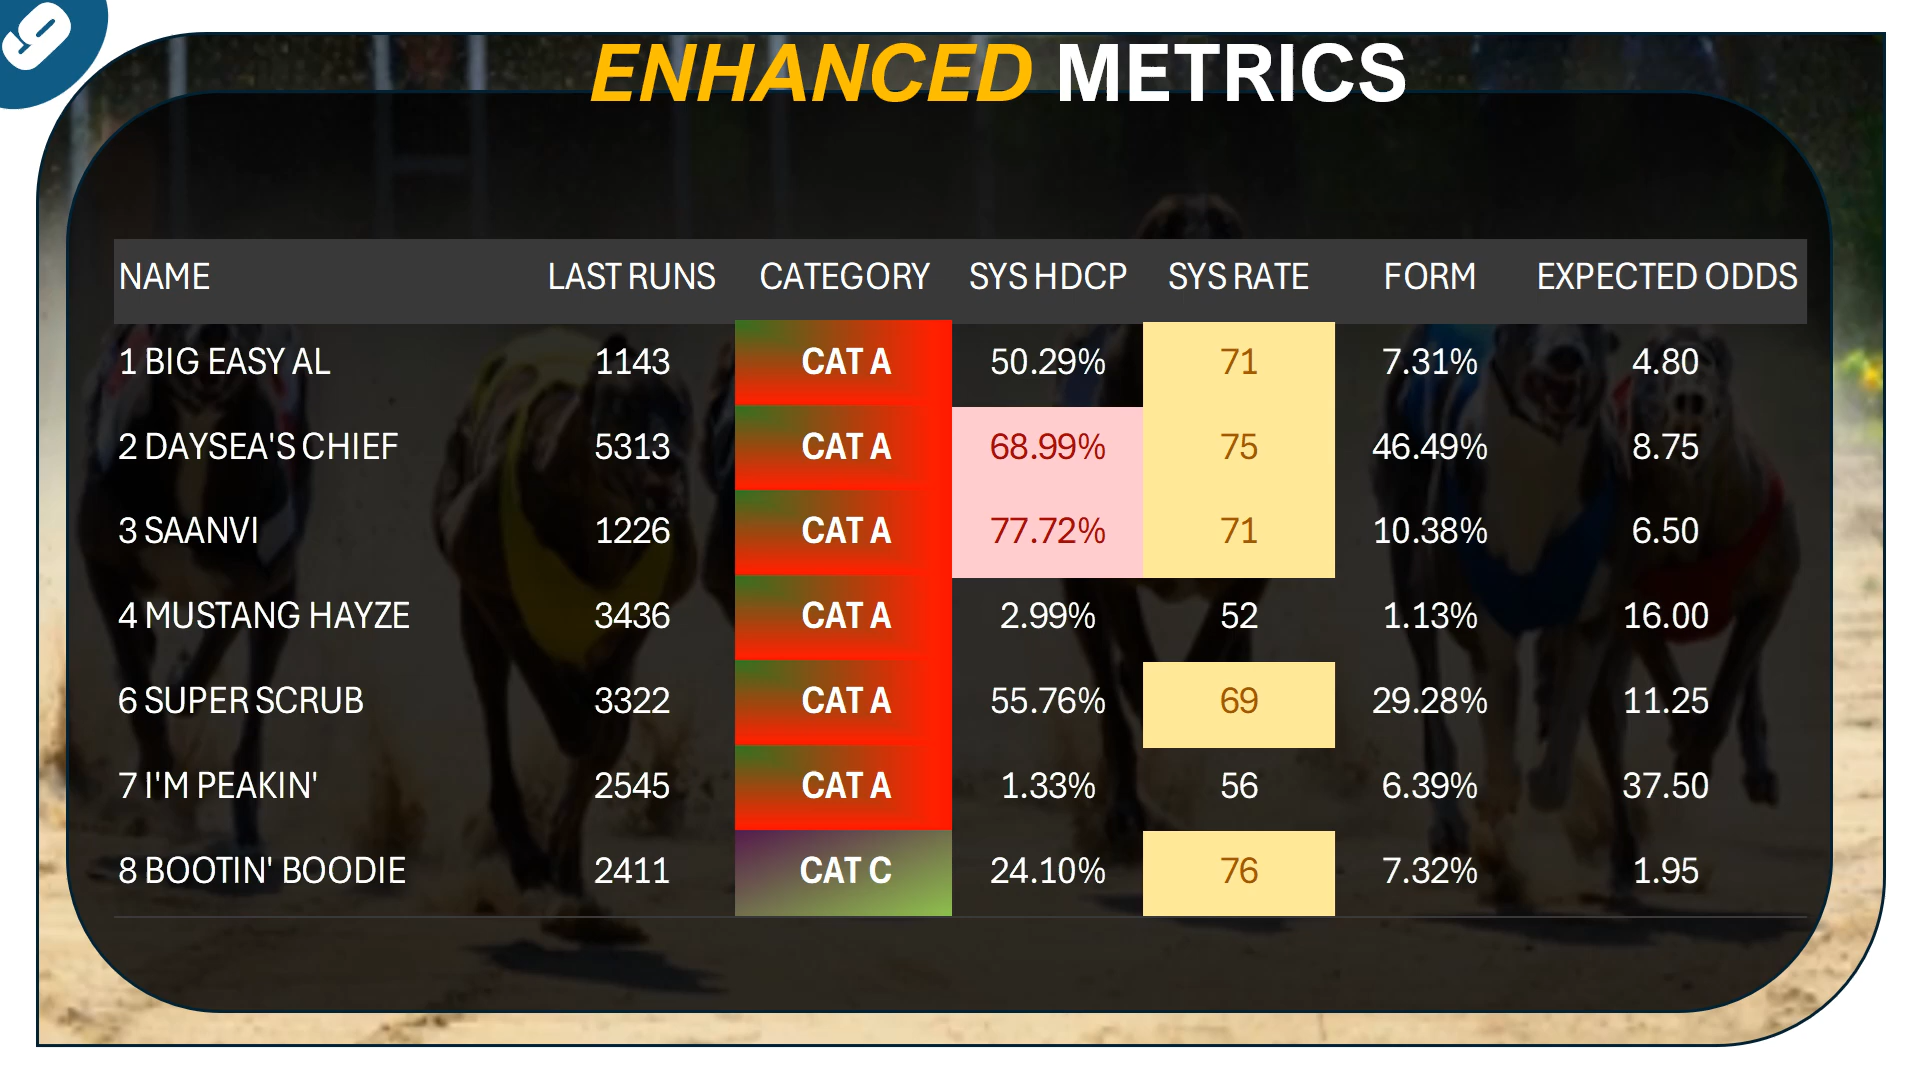 ENHANCED METRICS
NAME LAST RUNS CATEGORY SYS HDCP SYS RATE FORM EXPECTED ODDS
1 BIG EASY AL 1143 CAT A 50.29% 71 7.31% 4.80
2 DAYSEA'S CHIEF 5313 CAT A 68.99% 75 46.49% 8.75
3 SAANVI 1226 CAT A 77.72% 71 10.38% 6.50
4 MUSTANG HAYZE 3436 CAT A 2.99% 52 1.13% 16.00
6 SUPER SCRUB 3322 CAT A 55.76% 69 29.28% 11.25
7 I'M PEAKIN' 2545 CAT A 1.33% 56 6.39% 37.50
8 BOOTIN' BOODIE 2411 CAT C 24.10% 76 7.32% 1.95